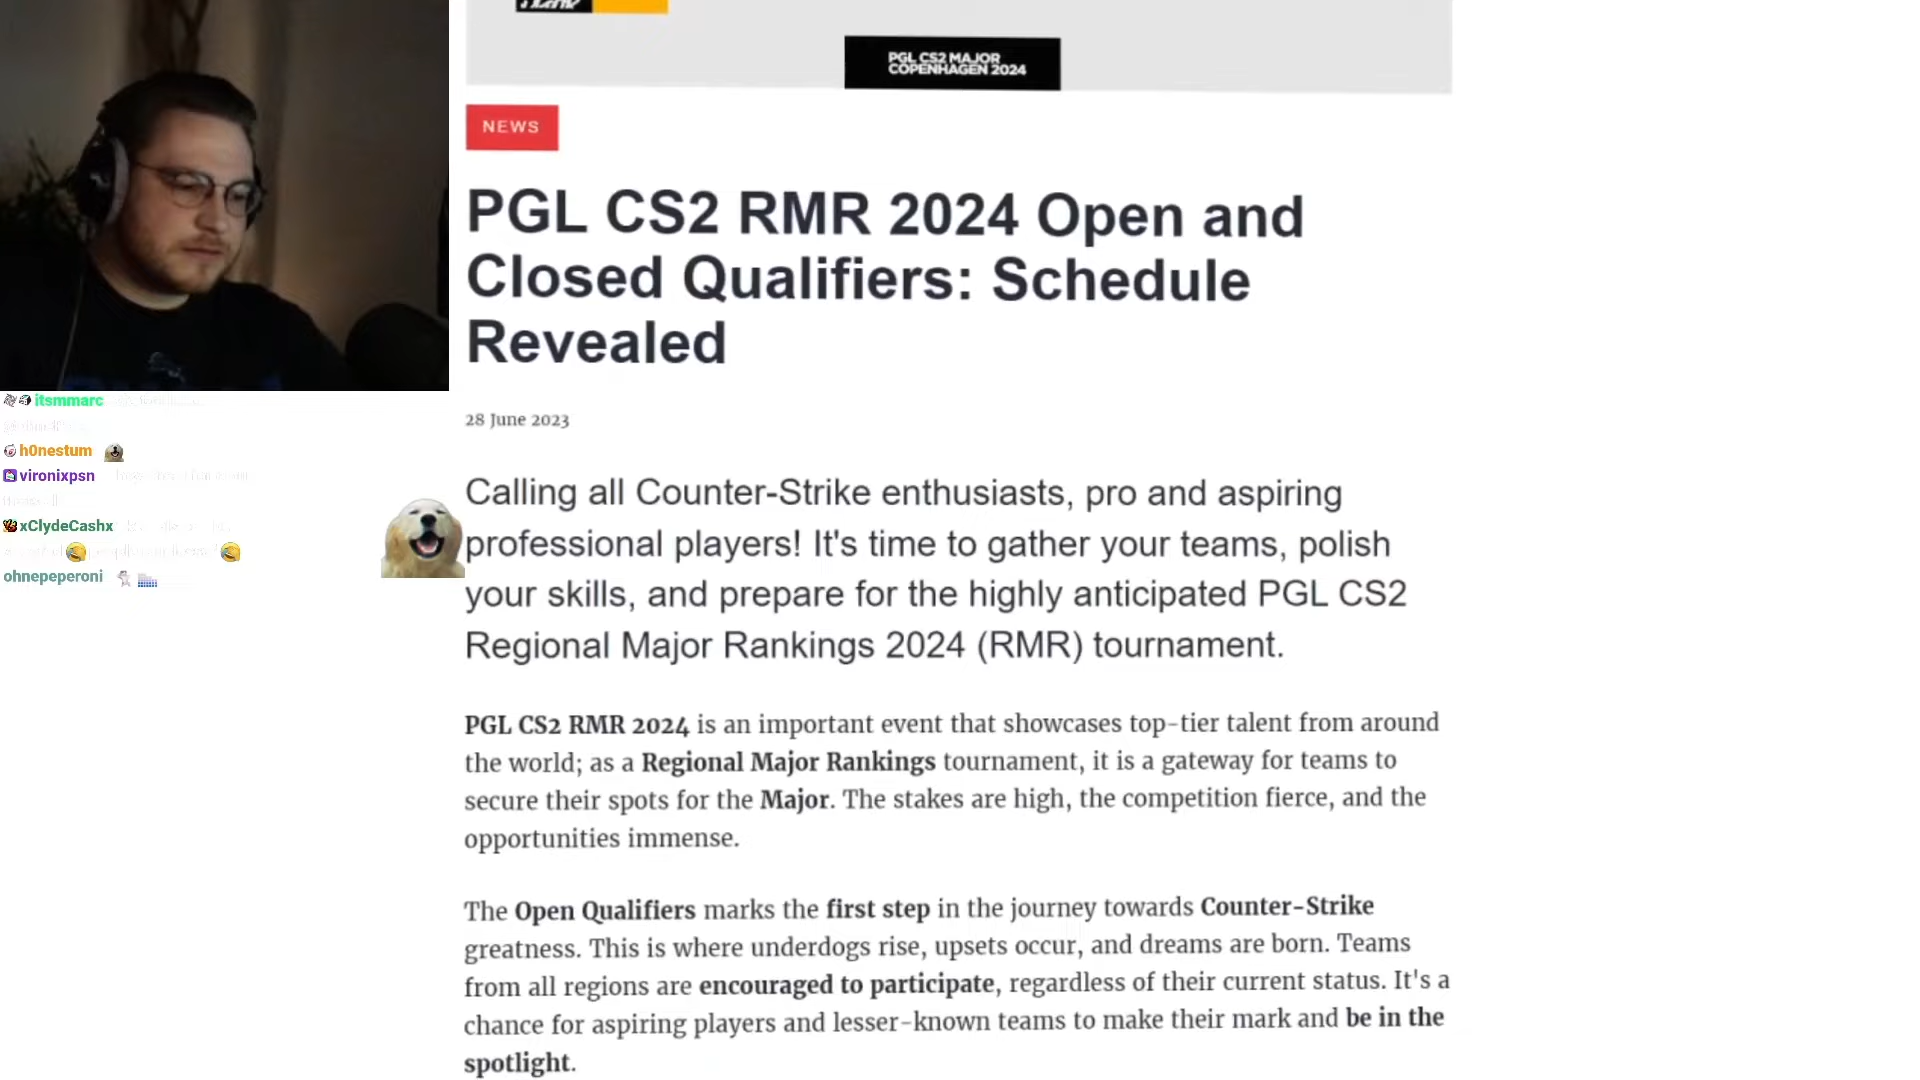 PGL CS2 MAJOR
COPENHAGEN 2024
NEWS
PGL CS2 RMR 2024 Open and
Closed Qualifiers: Schedule
Revealed
28 June 2023
Calling all Counter-Strike enthusiasts, pro and aspiring
professional players! It's time to gather your teams, polish
your skills, and prepare for the highly anticipated PGL CS2
Regional Major Rankings 2024 (RMR) tournament.
PGL CS2 RMR 2024 is an important event that showcases top-tier talent from around
the world; as a Regional Major Rankings tournament, it is a gateway for teams to
secure their spots for the Major. The stakes are high, the competition fierce, and the
opportunities immense.
The Open Qualifiers marks the first step in the journey towards Counter-Strike
greatness. This is where underdogs rise, upsets occur, and dreams are born. Teams
from all regions are encouraged to participate, regardless of their current status. It's a
chance for aspiring players and lesser-known teams to make their mark and be in the
spotlight.
itsmmarc
h0nestum
vironixpsn
xClydeCashx
ohnepeperoni